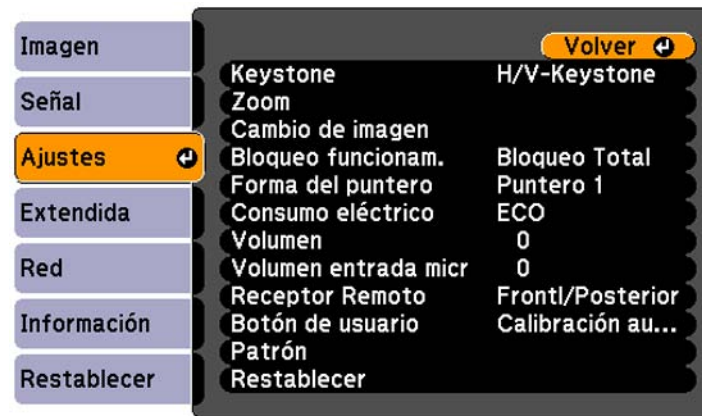 Imagen
Señal
Ajustes
Extendida
Red
Información
Restablecer
Volver
Keystone H/V-Keystone
Zoom
Cambio de imagen
Bloqueo funcionam. Bloqueo Total
Forma del puntero Puntero 1
Consumo eléctrico ECO
Volumen 0
Volumen entrada micr 0
Receptor Remoto Frontl/Posterior
Botón de usuario Calibración au...
Patrón
Restablecer